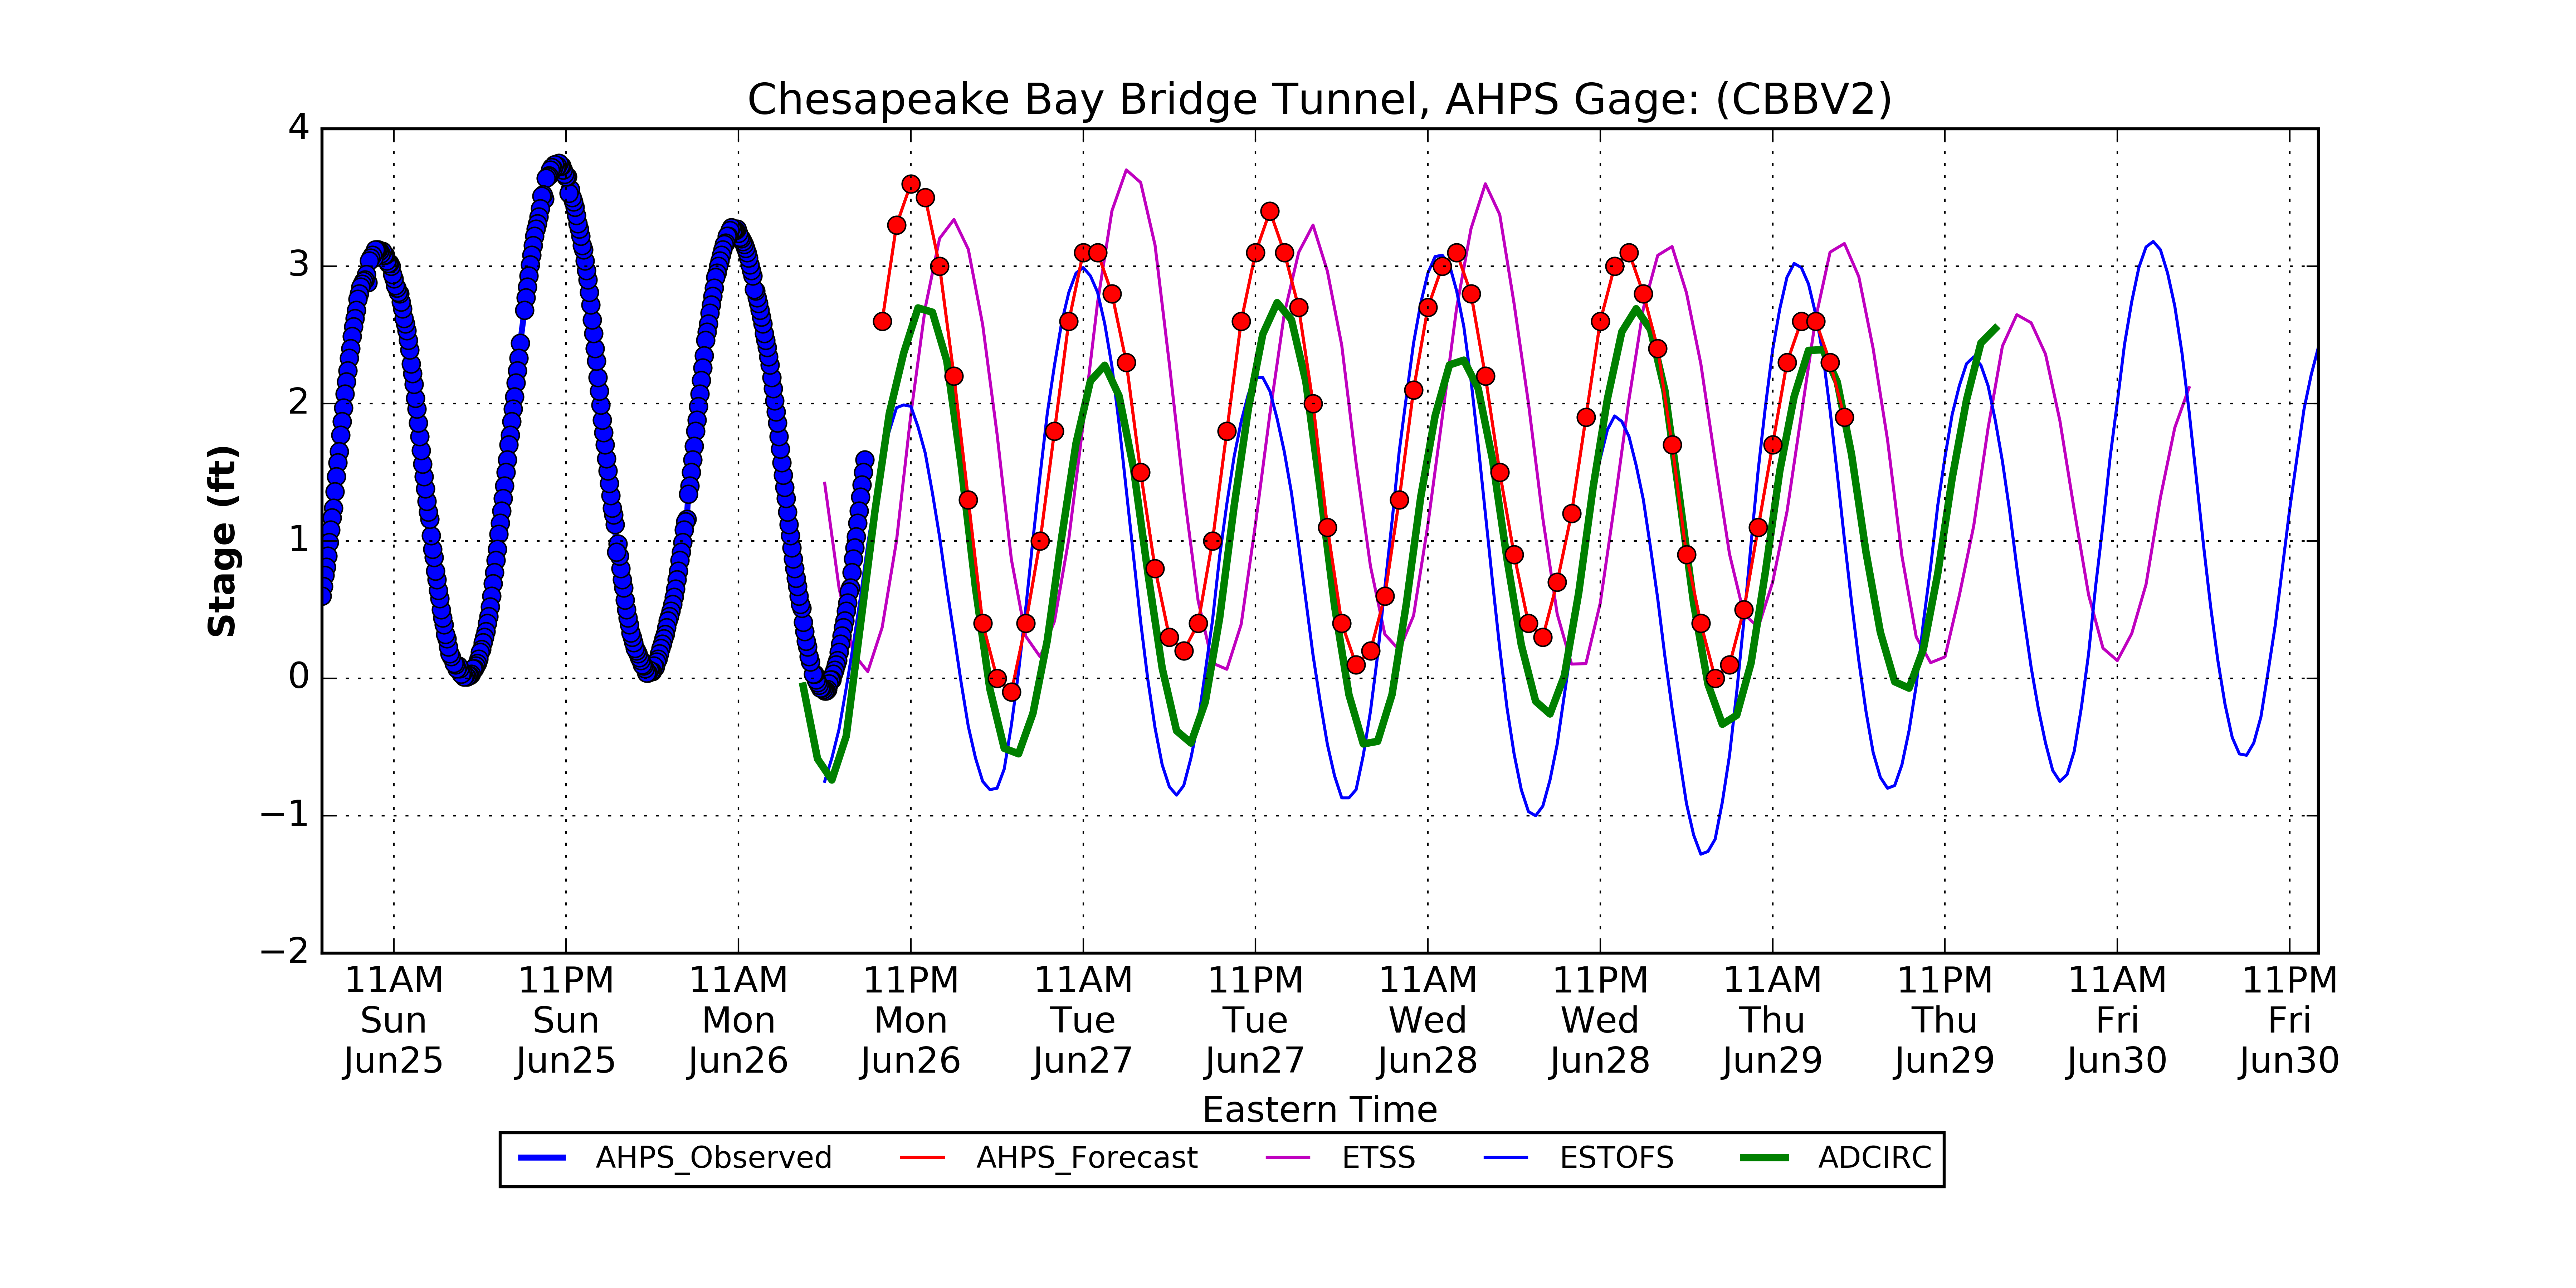 Chesapeake Bay Bridge Tunnel, AHPS Gage: (CBBV2)
4
3
2
1
0
−1
−2
Stage (ft)
11AM 11PM 11AM 11PM 11AM 11PM 11AM 11PM 11AM 11PM 11AM 11PM
Sun Sun Mon Mon Tue Tue Wed Wed Thu Thu Fri Fri
Jun25 Jun25 Jun26 Jun26 Jun27 Jun27 Jun28 Jun28 Jun29 Jun29 Jun30 Jun30
Eastern Time
AHPS_Observed AHPS_Forecast ETSS ESTOFS ADCIRC